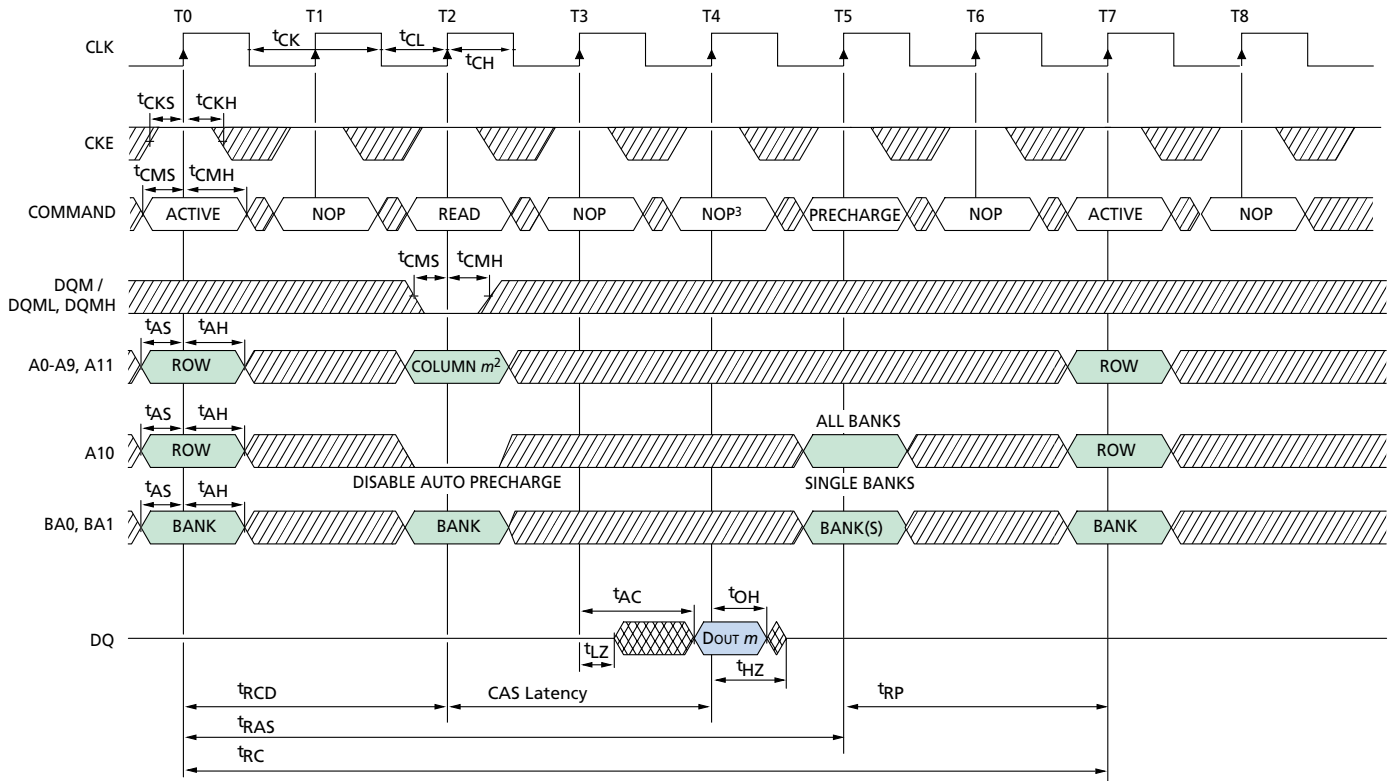 T0 T1 T2 T3 T4 T5 T6 T7 T8
CLK
tCK tCL tCH
tCKS tCKH
CKE
tCMS tCMH
COMMAND ACTIVE NOP READ NOP NOP3 PRECHARGE NOP ACTIVE NOP
tCMS tCMH
DQM /
DQML, DQMH
tAS tAH
A0-A9, A11 ROW COLUMN m2 ROW
tAS tAH ALL BANKS
A10 ROW ROW
DISABLE AUTO PRECHARGE SINGLE BANKS
tAS tAH
BA0, BA1 BANK BANK BANK(S) BANK
tAC tOH
DQ DOUT m
tLZ tHZ
tRCD CAS Latency tRP
tRAS
tRC